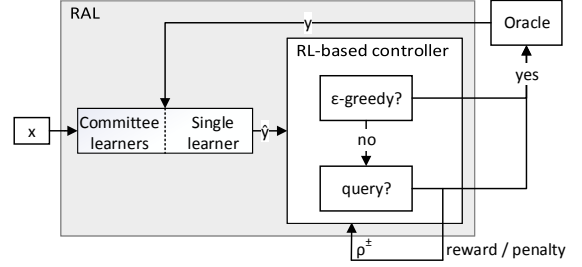 RAL
y
Oracle
RL-based controller
yes
ε-greedy?
Committee
learners
Single
learner
x
ŷ
no
query?
ρ±
reward / penalty